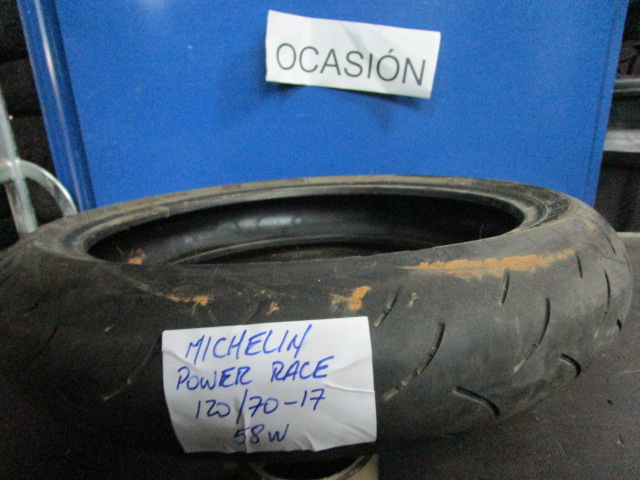 OCASIÓN
MICHELIN
POWER RACE
120/70-17
58W